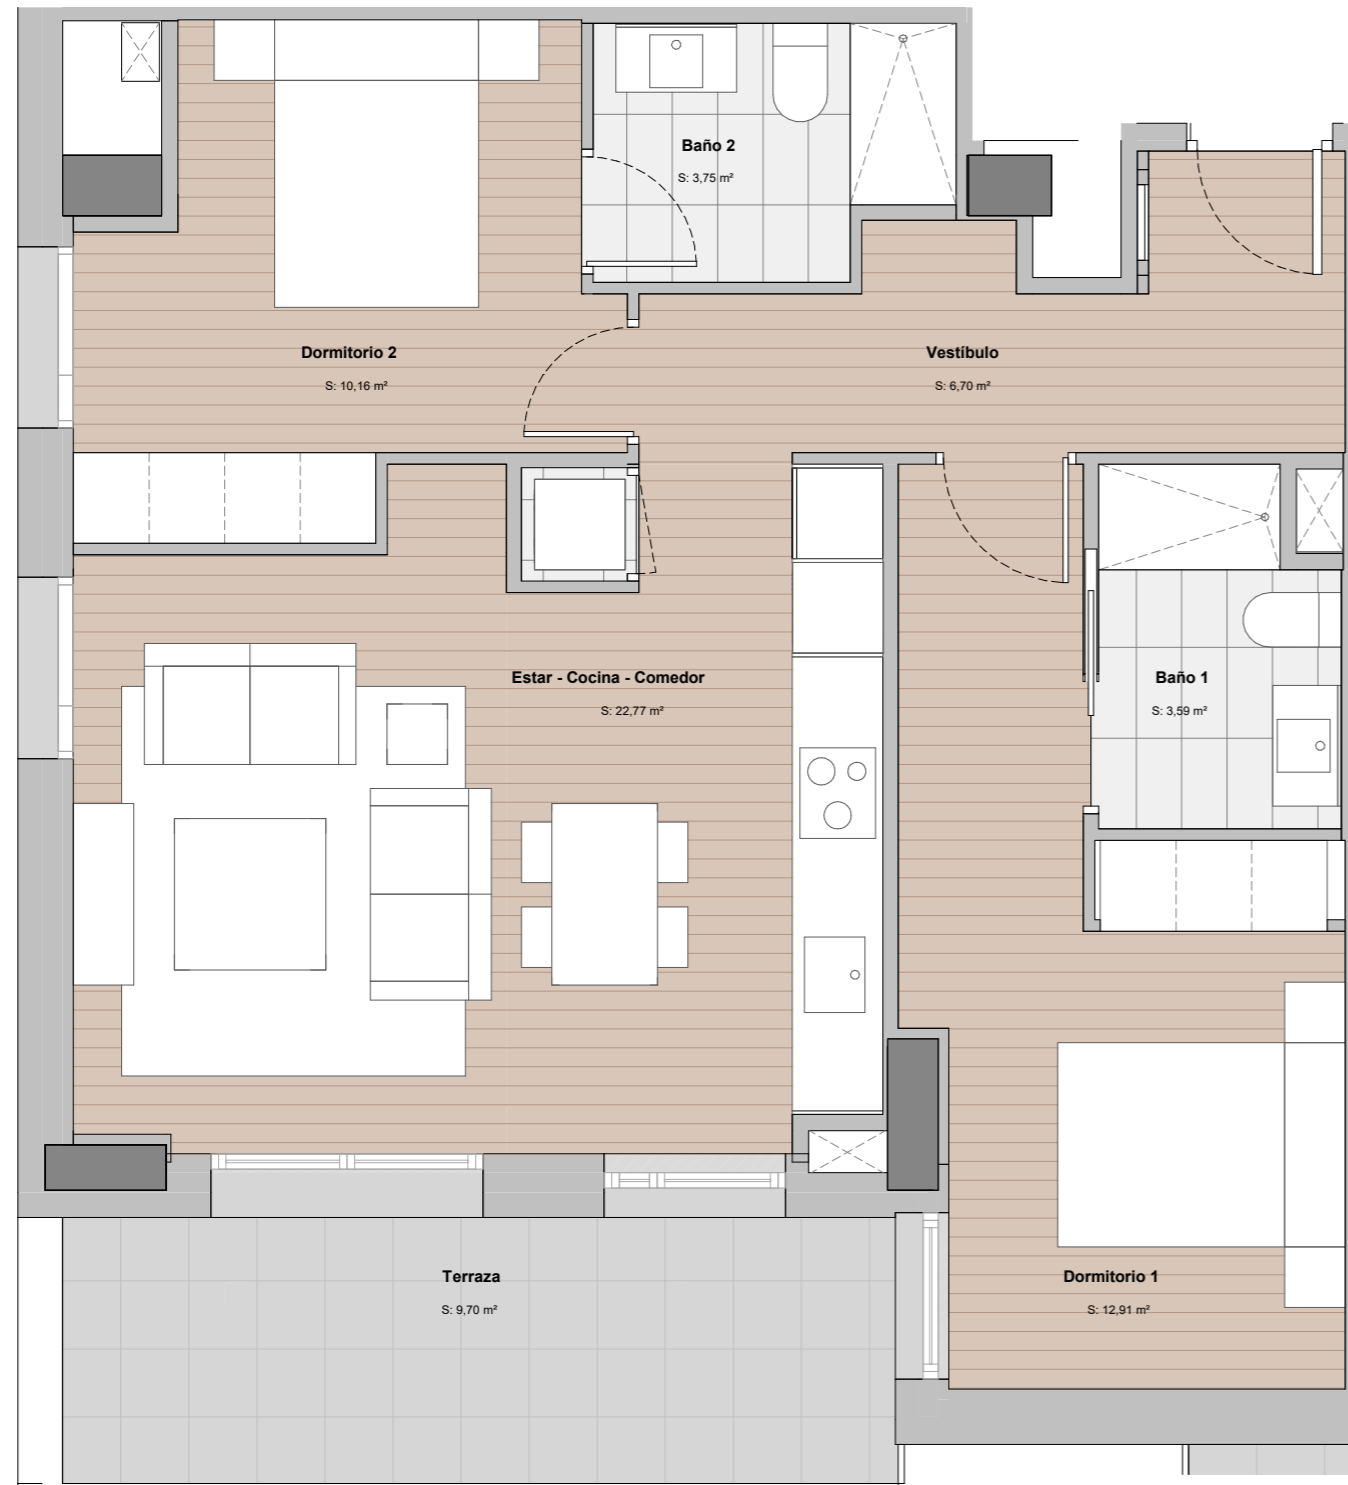 Baño 2
S: 3,75 m²
Dormitorio 2
S: 10,16 m²
Vestíbulo
S: 6,70 m²
Estar - Cocina - Comedor
S: 22,77 m²
Baño 1
S: 3,59 m²
Terraza
S: 9,70 m²
Dormitorio 1
S: 12,91 m²